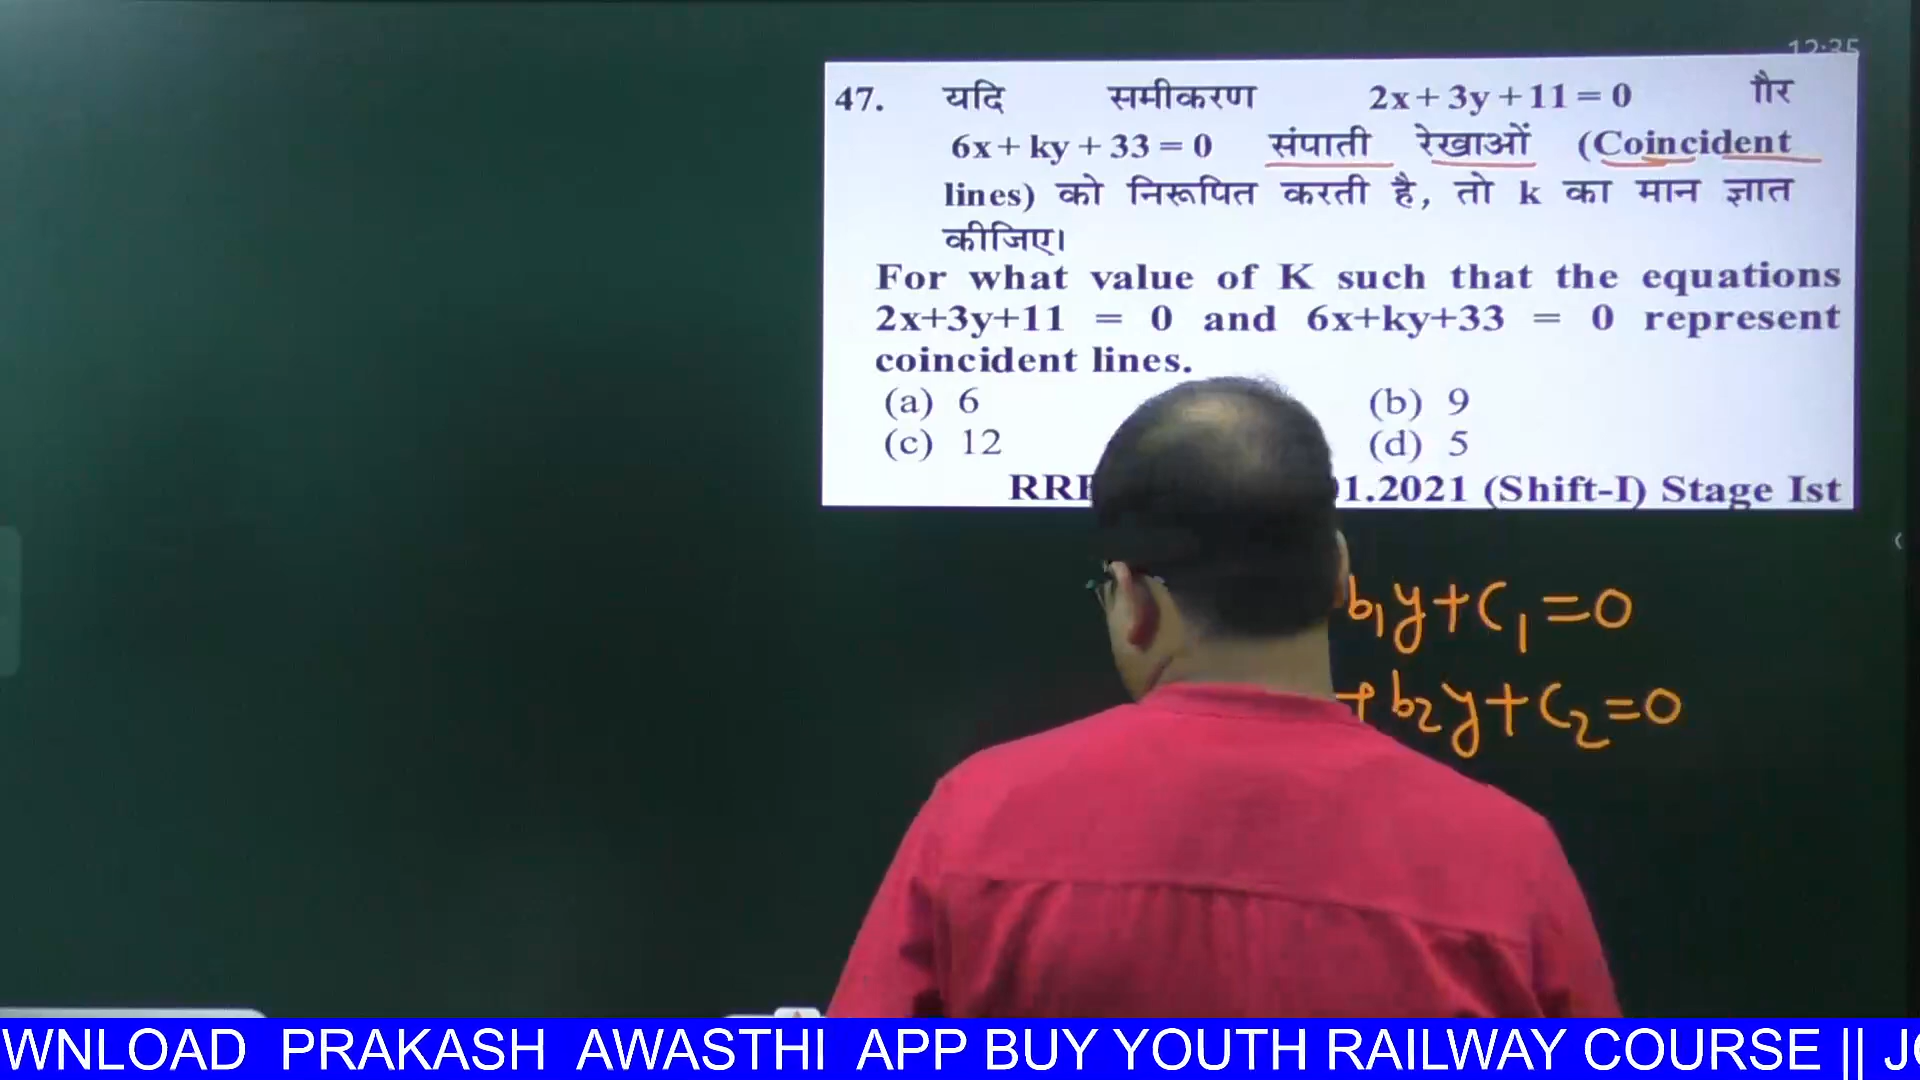 12:35
47. यदि समीकरण 2x + 3y + 11 = 0 गौर
6x + ky + 33 = 0 संपाती रेखाओं (Coincident
lines) को निरूपित करती है, तो k का मान ज्ञात
कीजिए।
For what value of K such that the equations
2x+3y+11 = 0 and 6x+ky+33 = 0 represent
coincident lines.
(a) 6 (b) 9
(c) 12 (d) 5
1.2021 (Shift-I) Stage Ist
b₁y+c₁=0
+b₂y+c₂=0
WNLOAD PRAKASH AWASTHI APP BUY YOUTH RAILWAY COURSE ||